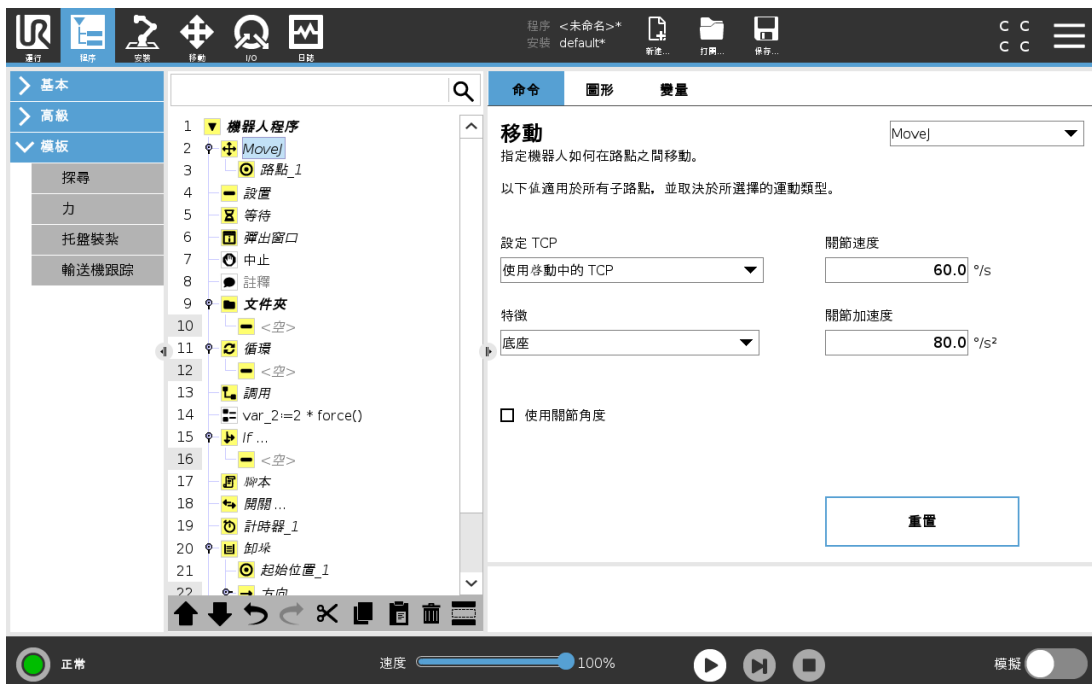 UR
運行
程序
安裝
移動
I/O
日誌
程序 <未命名>*
安裝 default*
新建...
打開...
保存...
C C
C C
基本
高級
模板
探尋
力
托盤裝紮
輸送機跟踪
1 機器人程序
2 MoveJ
3 路點_1
4 設置
5 等待
6 彈出窗口
7 中止
8 註釋
9 文件夾
10 <空>
11 循環
12 <空>
13 調用
14 var_2:=2 * force()
15 If ...
16 <空>
17 腳本
18 開關 ...
19 計時器_1
20 卸垛
21 起始位置_1
22 方向
命令 圖形 變量
移動
MoveJ
指定機器人如何在路點之間移動。
以下值適用於所有子路點，並取決於所選擇的運動類型。
設定 TCP
使用啓動中的 TCP
關節速度
60.0 °/s
特徵
底座
關節加速度
80.0 °/s²
使用關節角度
重置
正常
速度
100%
模擬